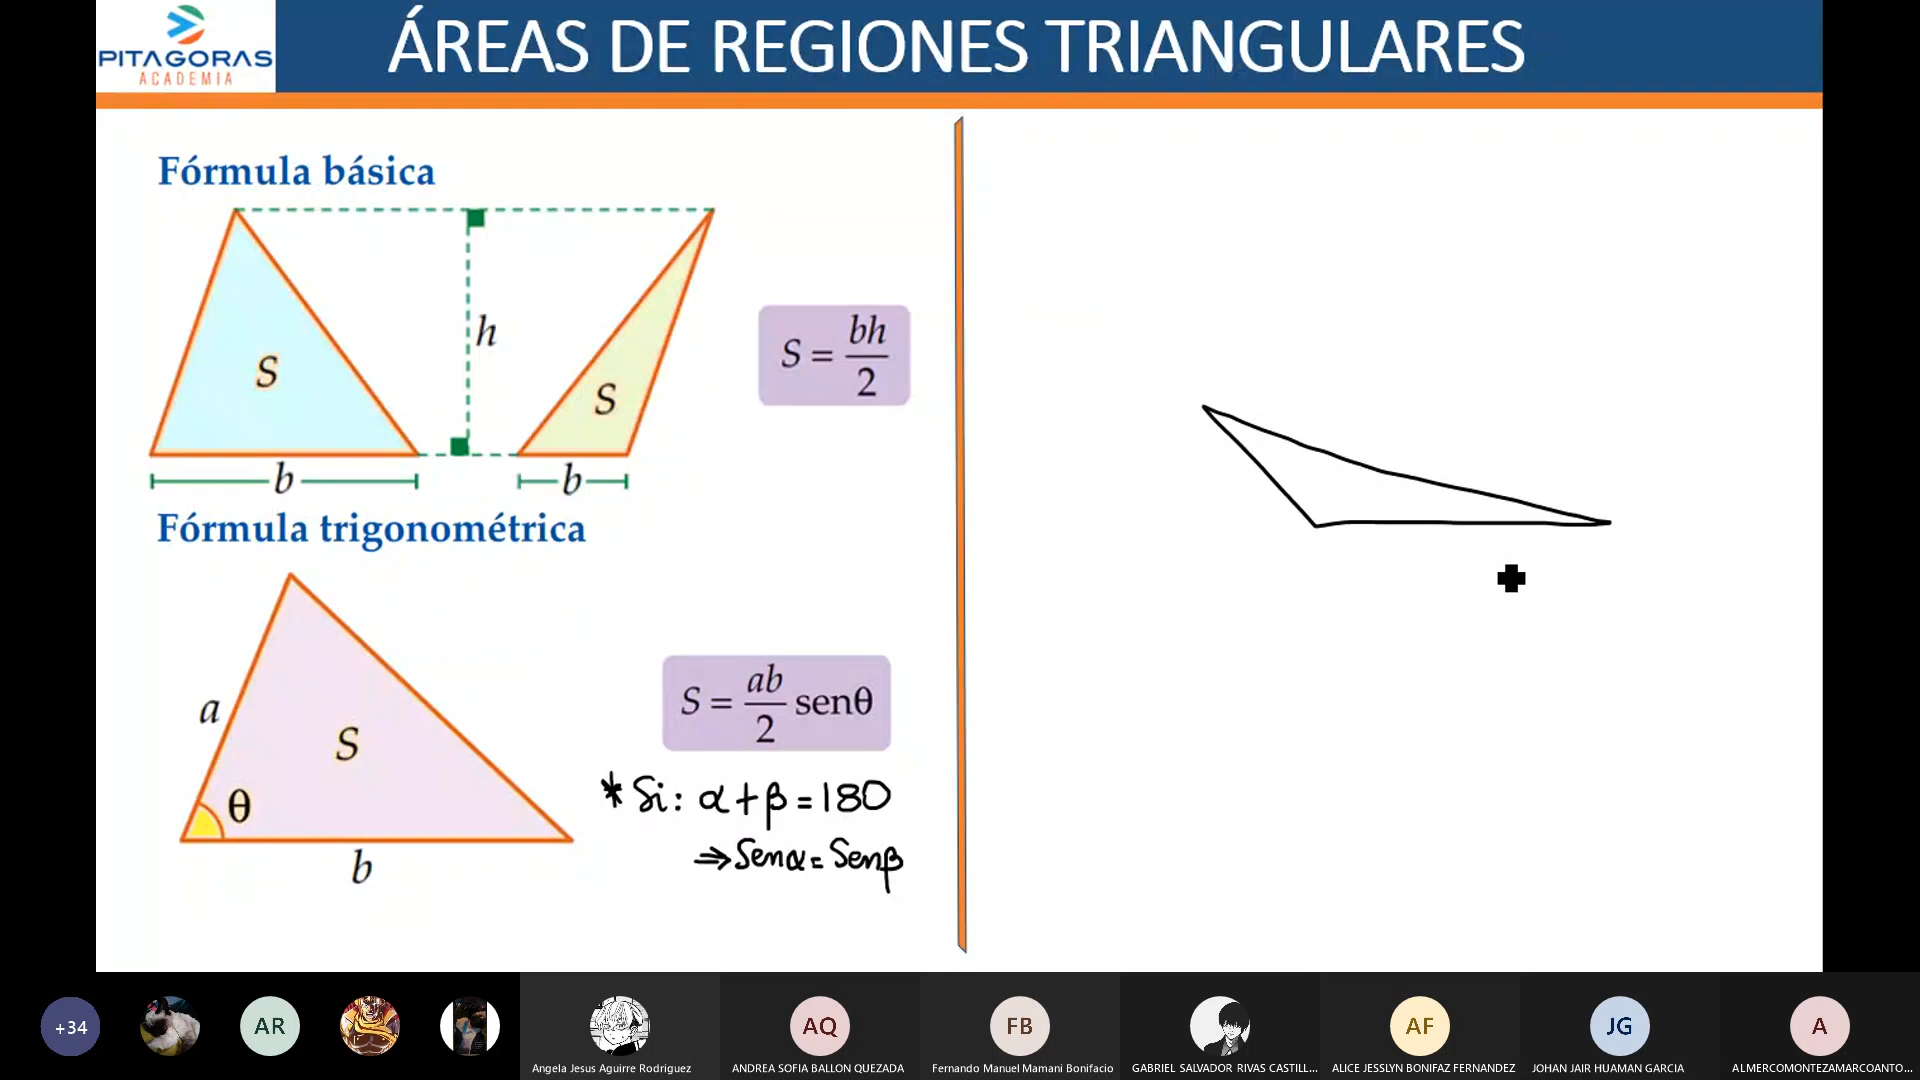 PITAGORAS
ACADEMIA
ÁREAS DE REGIONES TRIANGULARES
Fórmula básica
h
S
S
S = bh/2
b
b
Fórmula trigonométrica
a
S
θ
b
S = ab/2 senθ
* Si: α+β=180
⇒ Senα = Senβ
+34
AR
AQ
FB
AF
JG
A
Angela Jesus Aguirre Rodriguez
ANDREA SOFIA BALLON QUEZADA
Fernando Manuel Mamani Bonifacio
GABRIEL SALVADOR RIVAS CASTILL...
ALICE JESSLYN BONIFAZ FERNANDEZ
JOHAN JAIR HUAMAN GARCIA
ALMERCOMONTEZAMARCOANTO...